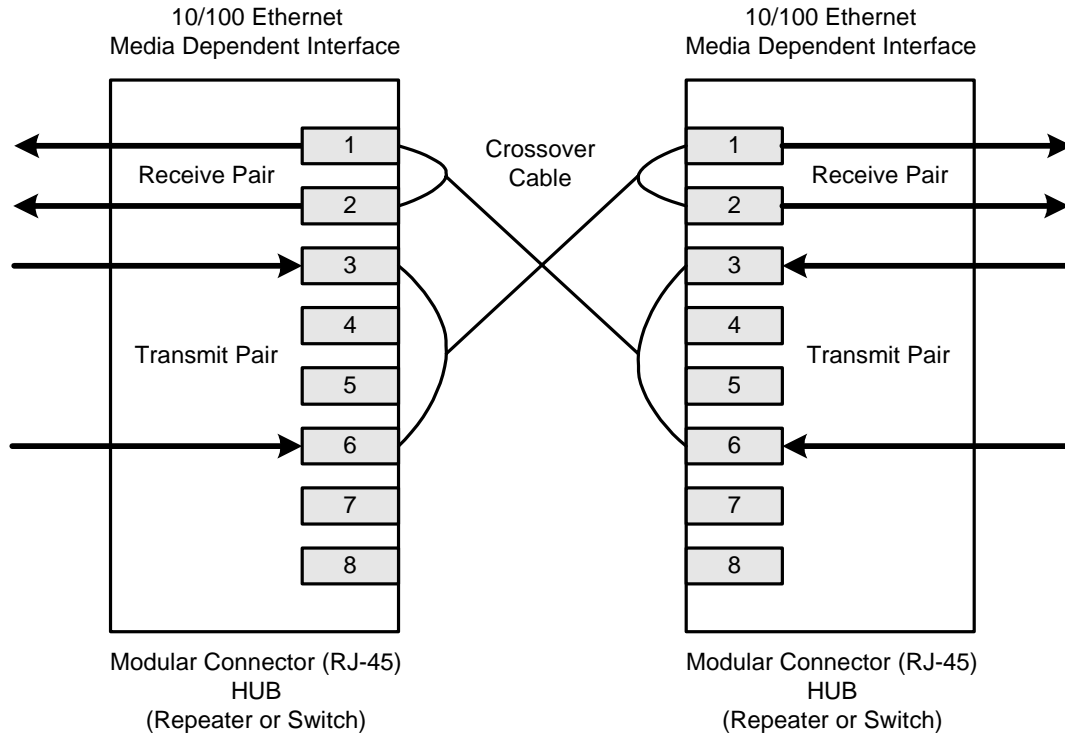 10/100 Ethernet
Media Dependent Interface
10/100 Ethernet
Media Dependent Interface
1
Receive Pair
2
3
4
Transmit Pair
5
6
7
8
Crossover
Cable
1
Receive Pair
2
3
4
Transmit Pair
5
6
7
8
Modular Connector (RJ-45)
HUB
(Repeater or Switch)
Modular Connector (RJ-45)
HUB
(Repeater or Switch)